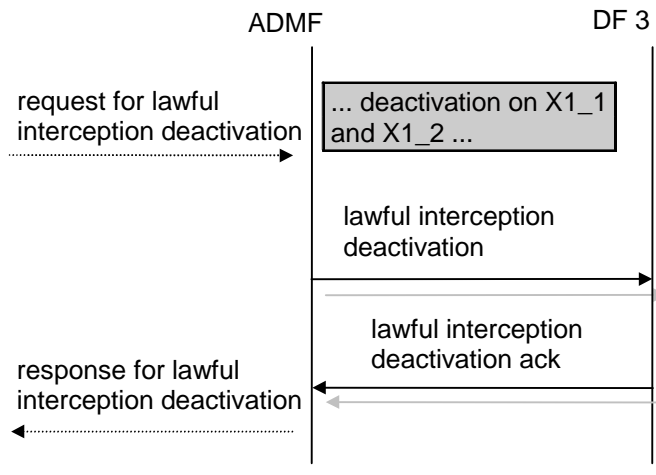 ADMF
DF 3
request for lawful
interception deactivation
... deactivation on X1_1
and X1_2 ...
lawful interception
deactivation
lawful interception
deactivation ack
response for lawful
interception deactivation